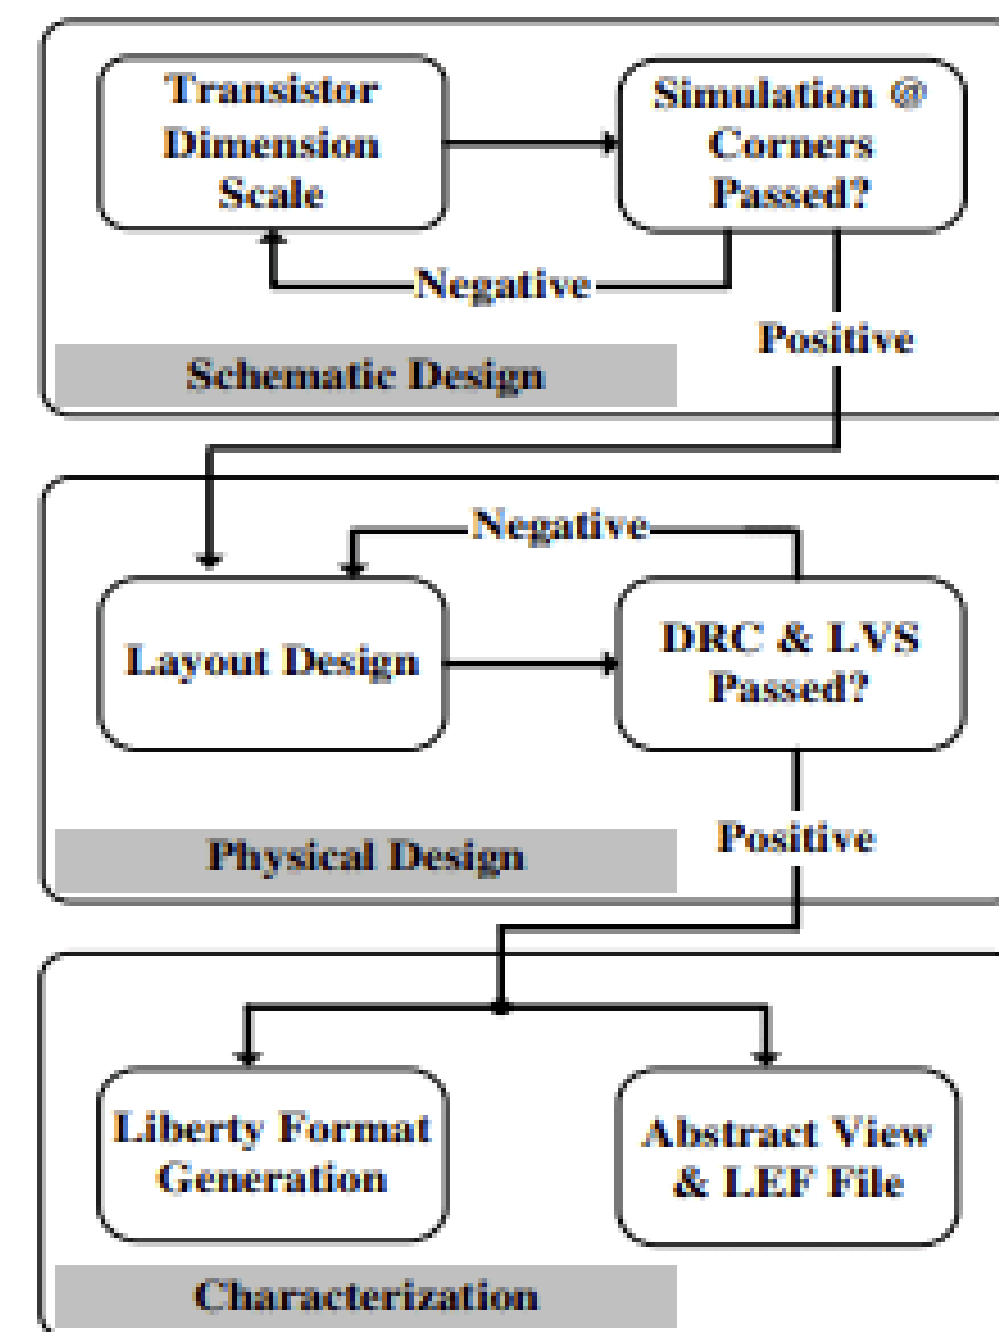 Transistor
Dimension
Scale
Simulation @
Corners
Passed?
Negative
Positive
Schematic Design
Negative
Layout Design
DRC & LVS
Passed?
Positive
Physical Design
Liberty Format
Generation
Abstract View
& LEF File
Characterization